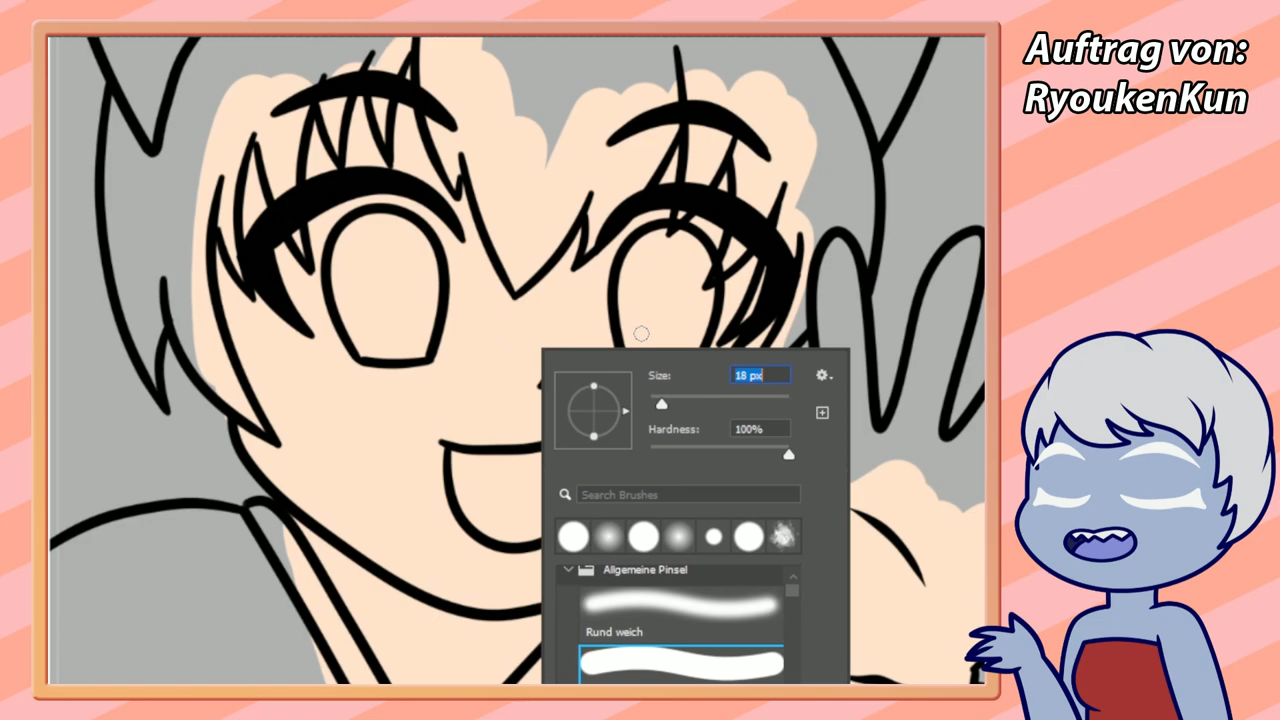 Auftrag von:
RyoukenKun
Size:
18 px
Hardness:
100%
Search Brushes
Allgemeine Pinsel
Rund weich